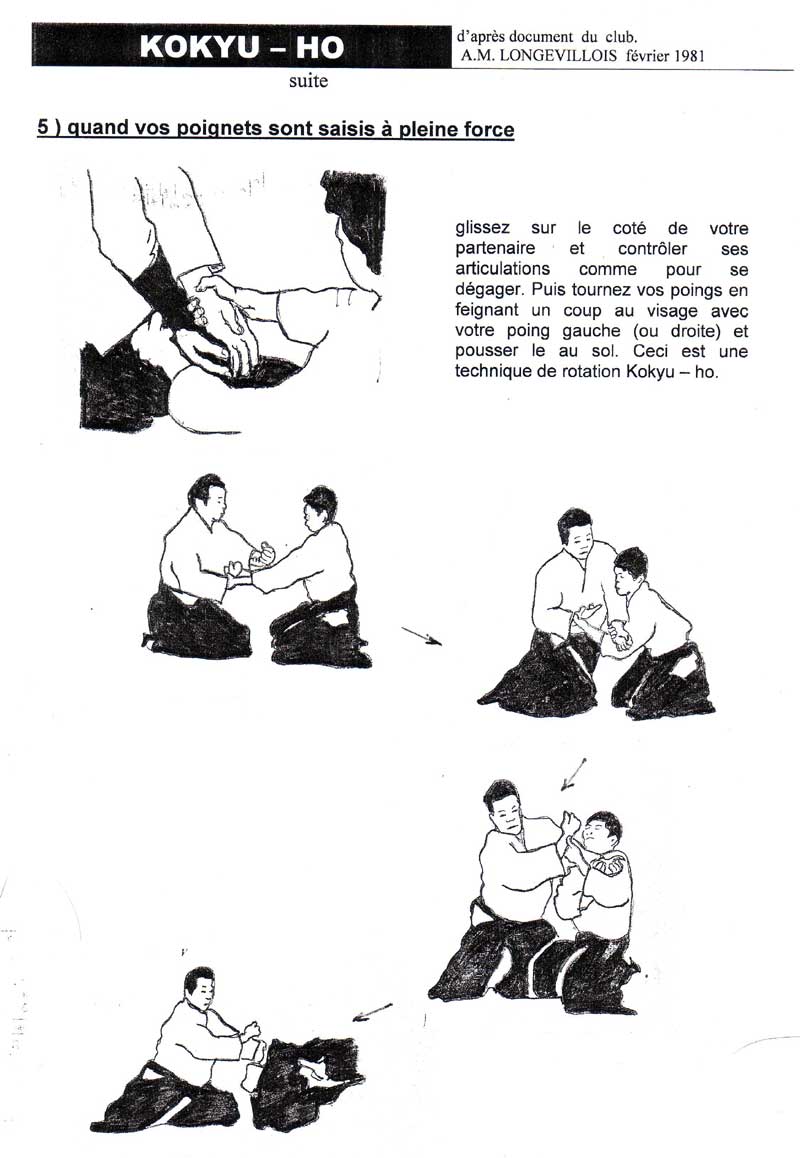 KOKYU – HO
d'après document du club.
A.M. LONGEVILLOIS février 1981
suite
5 ) quand vos poignets sont saisis à pleine force
glissez sur le coté de votre
partenaire et contrôler ses
articulations comme pour se
dégager. Puis tournez vos poings en
feignant un coup au visage avec
votre poing gauche (ou droite) et
pousser le au sol. Ceci est une
technique de rotation Kokyu – ho.